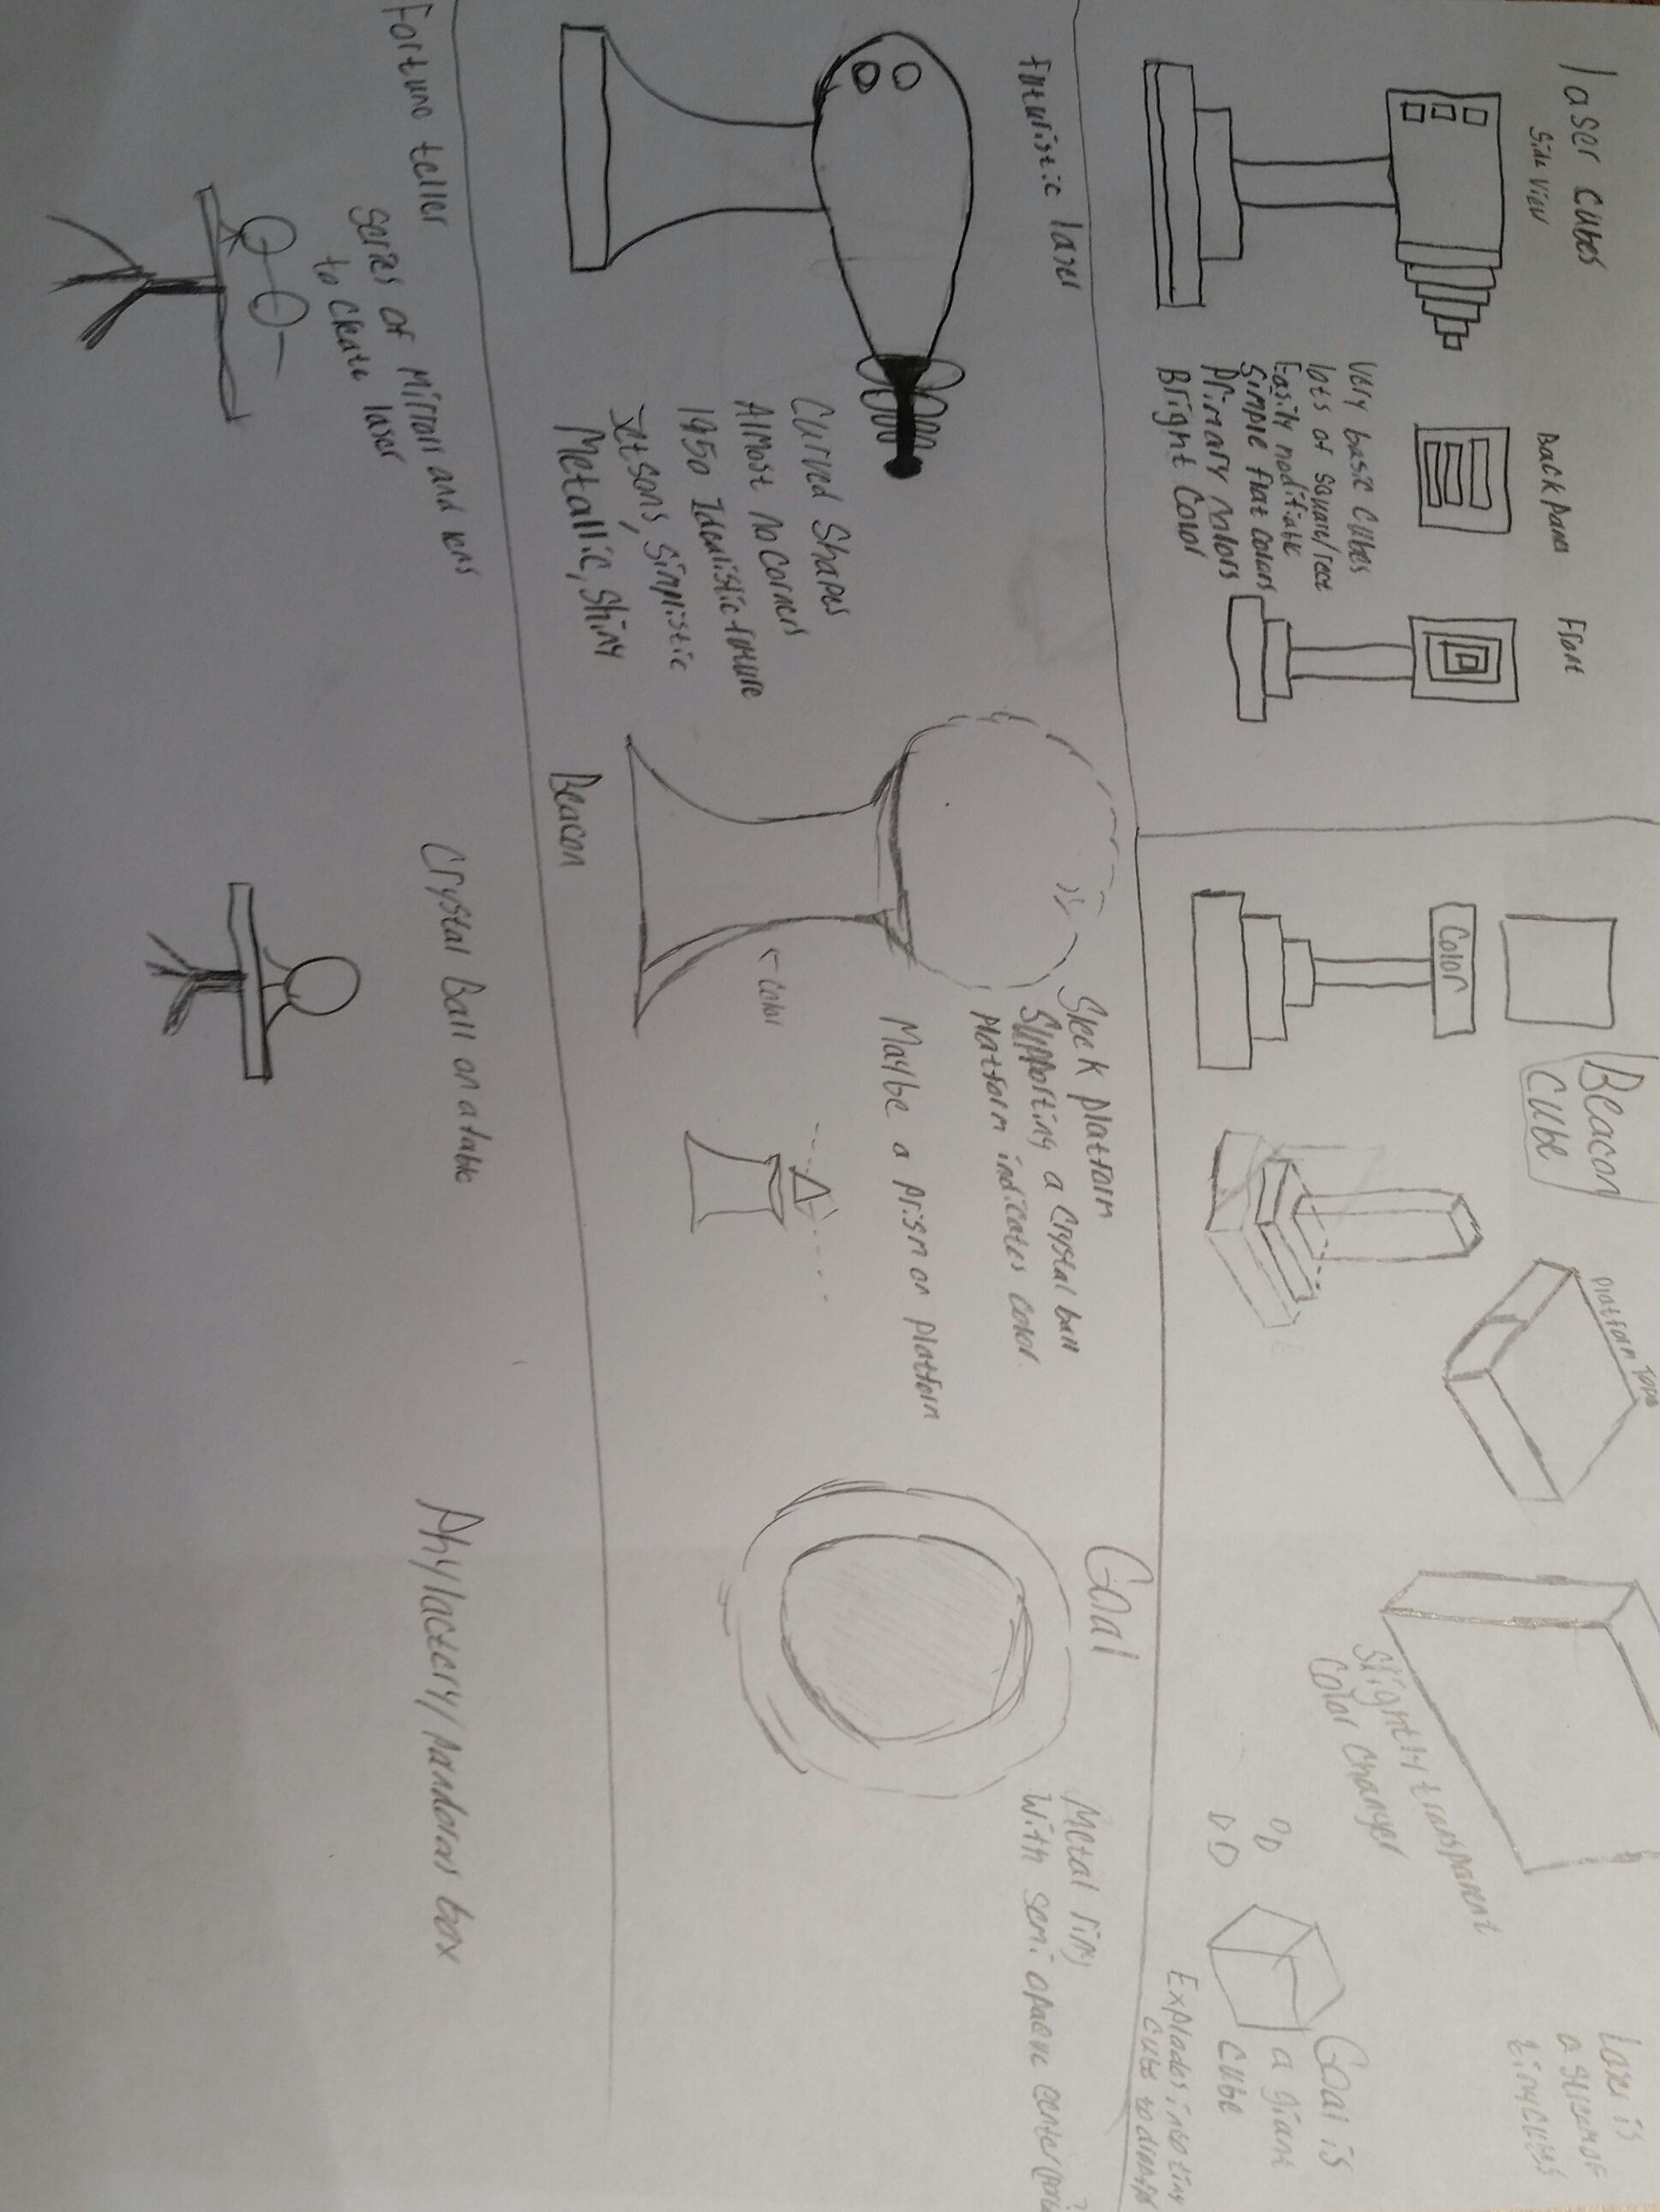 laser cubes
Side View
Back Panel
Front
Very basic cubes
lots of square/rect
Easily modifiable
Simple flat colors
Primary colors
Bright Color
Beacon
Cube
Color
Platform Top
Slightly transparent
Color Changer
Laser is
a stream of
tiny cubes
Goal is
a giant
cube
Explodes into tiny
cubs to
futuristic laser
Curved Shapes
Almost no corners
1950 Idealistic future
Jetsons, Simplistic
Metallic, Shiny
Sleek platform
Supporting a crystal ball
Platform indicates color
Maybe a prism on platform
← Color
Beacon
Goal
Metal ring
With semi opaque center
Fortune teller
Series of mirrors and lens
to create laser
Crystal Ball on a table
Phylactery/pandoras box